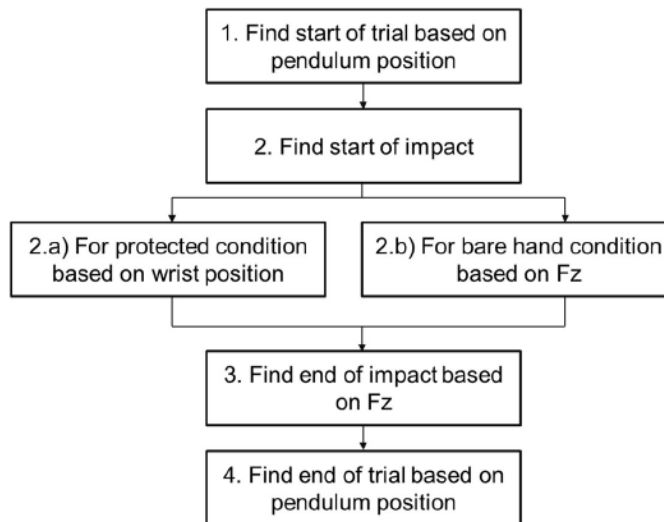 1. Find start of trial based on
pendulum position
2. Find start of impact
2.a) For protected condition
based on wrist position
2.b) For bare hand condition
based on Fz
3. Find end of impact based
on Fz
4. Find end of trial based on
pendulum position